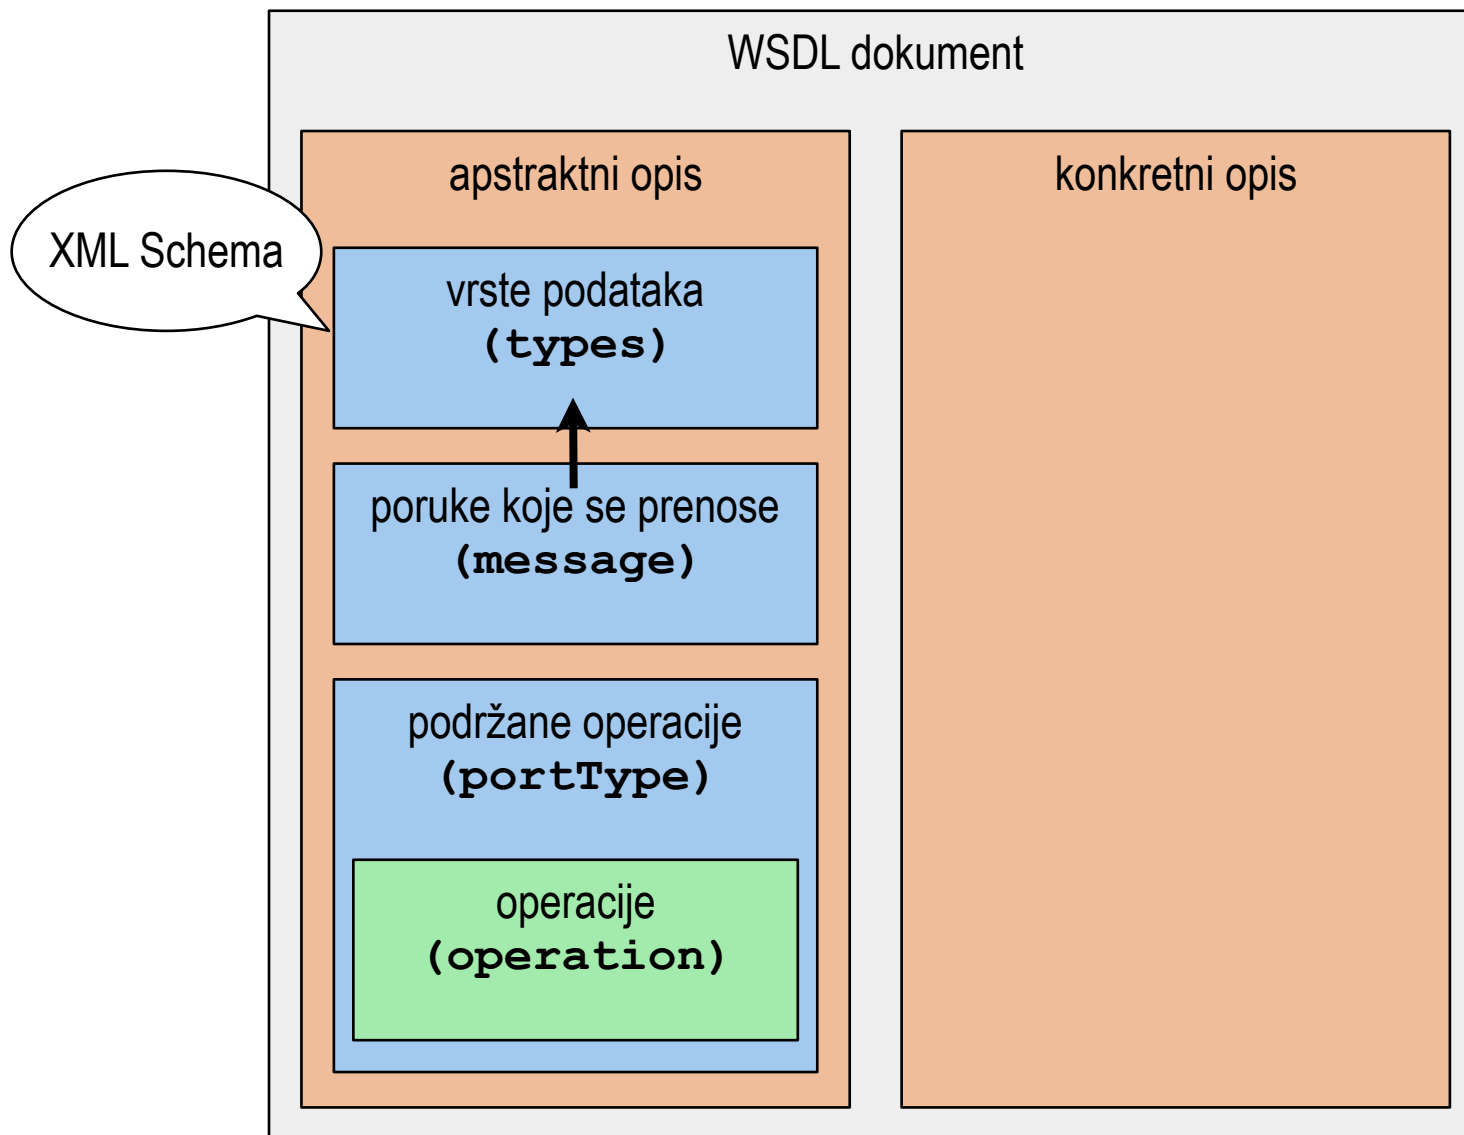 WSDL dokument
apstraktni opis
konkretni opis
XML Schema
vrste podataka
(types)
poruke koje se prenose
(message)
podržane operacije
(portType)
operacije
(operation)